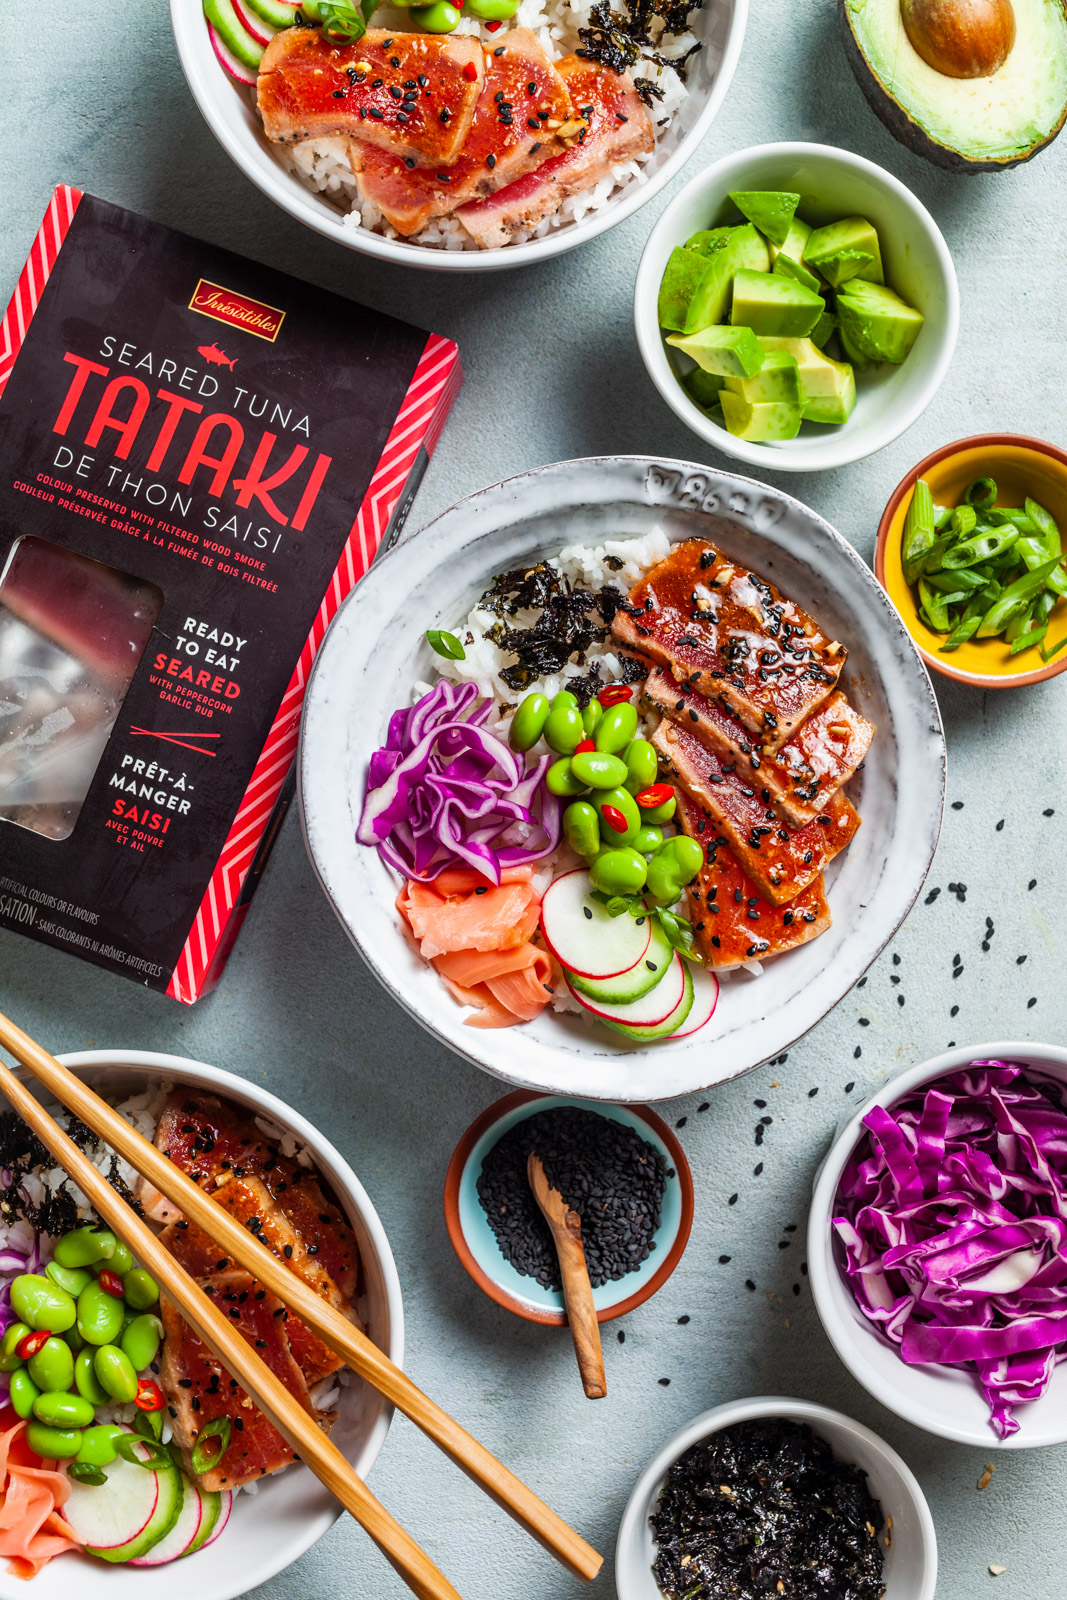 Irresistibles
SEARED TUNA
TATAKI
DE THON SAISI
COLOUR PRESERVED WITH FILTERED WOOD SMOKE
COULEUR PRÉSERVÉE GRÂCE À LA FUMÉE DE BOIS FILTRÉE
READY
TO EAT
SEARED
WITH PEPPERCORN
GARLIC RUB
PRÊT-À-
MANGER
SAISI
AVEC POIVRE
ET AIL
ARTIFICIAL COLOURS OR FLAVOURS
SANS COLORANTS NI ARÔMES ARTIFICIELS